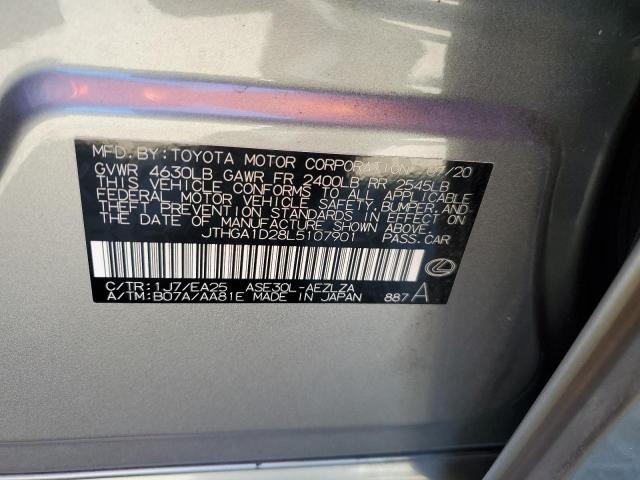 MFD. BY: TOYOTA MOTOR CORPORATION 07/20
GVWR 4630LB GAWR FR 2400LB RR 2545LB
THIS VEHICLE CONFORMS TO ALL APPLICABLE
FEDERAL MOTOR VEHICLE SAFETY, BUMPER, AND
THEFT PREVENTION STANDARDS IN EFFECT ON
THE DATE OF MANUFACTURE SHOWN ABOVE.
JTHGA1D28L5107901 PASS.CAR
C/TR:1J7/EA25 ASE30L-AEZLZA
A/TM:B07A/AA81E MADE IN JAPAN 887 A